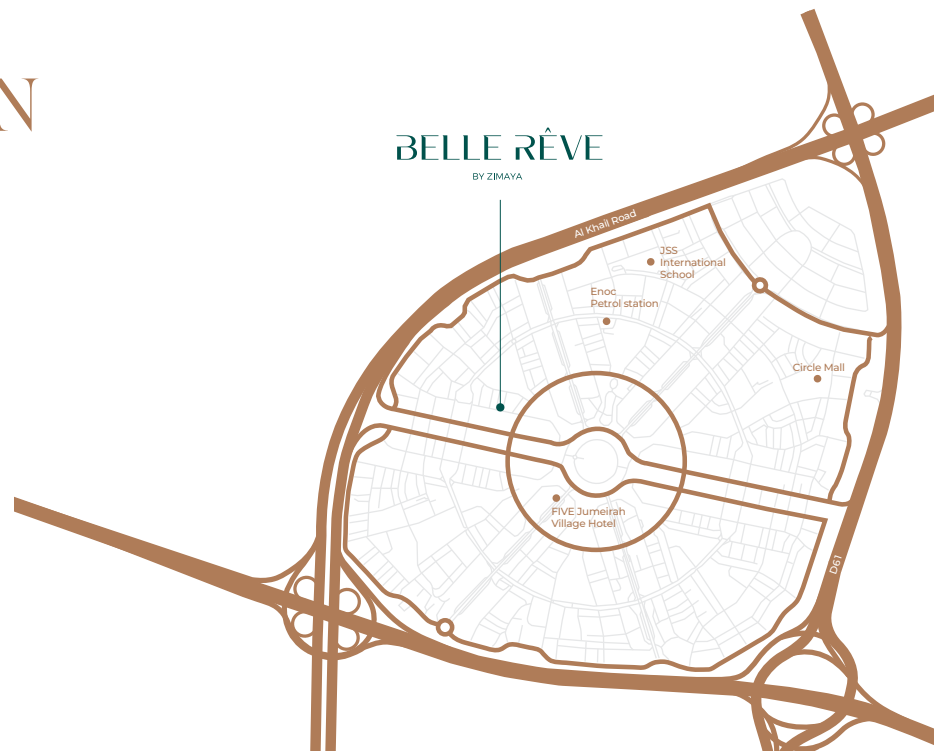 N
BELLE RÊVE
BY ZIMAYA
Al Khail Road
JSS
International
School
Enoc
Petrol station
Circle Mall
FIVE Jumeirah
Village Hotel
D61